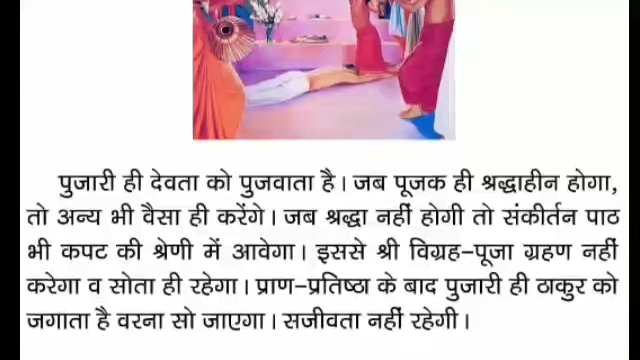 पुजारी ही देवता को पुजवाता है। जब पूजक ही श्रद्धाहीन होगा,
तो अन्य भी वैसा ही करेंगे। जब श्रद्धा नहीं होगी तो संकीर्तन पाठ
भी कपट की श्रेणी में आवेगा। इससे श्री विग्रह-पूजा ग्रहण नहीं
करेगा व सोता ही रहेगा। प्राण-प्रतिष्ठा के बाद पुजारी ही ठाकुर को
जगाता है वरना सो जाएगा। सजीवता नहीं रहेगी।